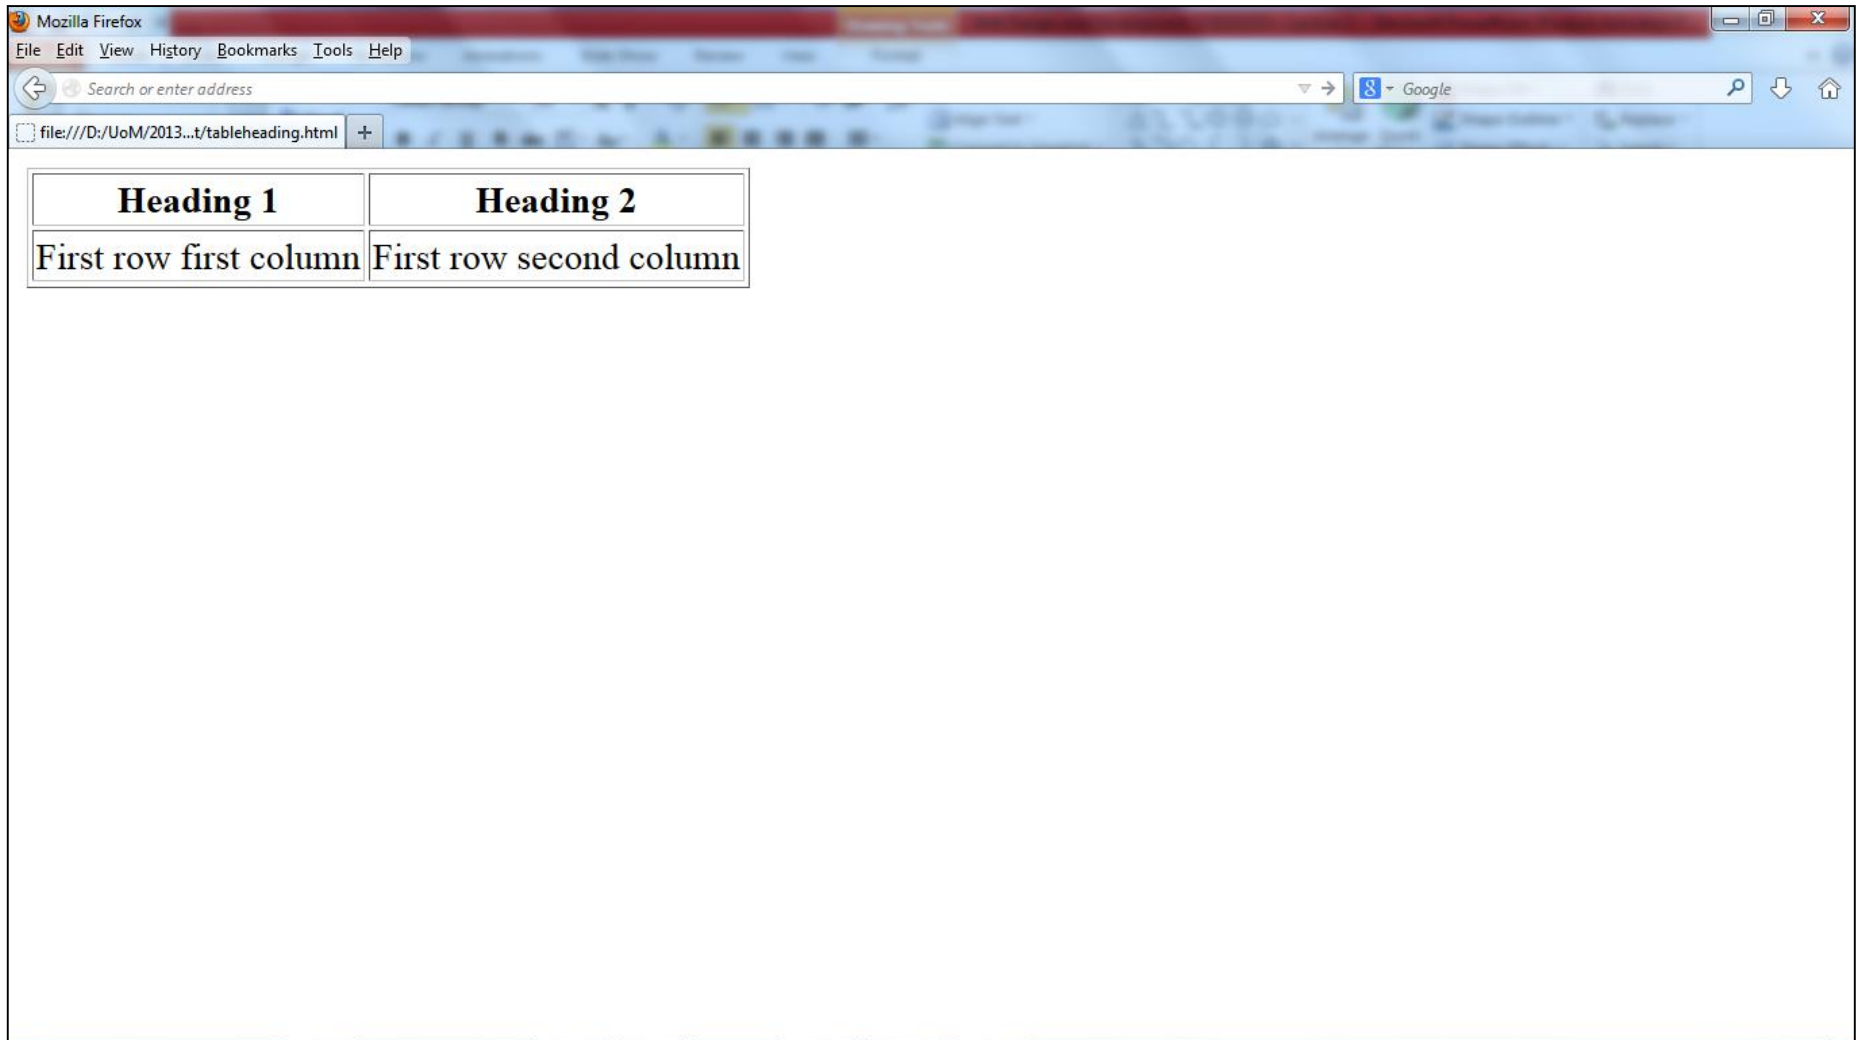 Mozilla Firefox
File Edit View History Bookmarks Tools Help
Search or enter address
Google
file:///D:/UoM/2013...t/tableheading.html
Heading 1 Heading 2
First row first column First row second column